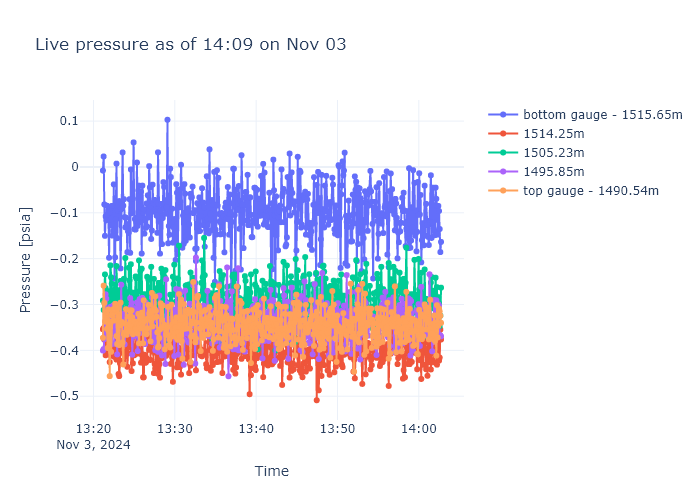 Live pressure as of 14:09 on Nov 03
bottom gauge - 1515.65m
1514.25m
1505.23m
1495.85m
top gauge - 1490.54m
Pressure [psia]
0.1
0
−0.1
−0.2
−0.3
−0.4
−0.5
13:20
13:30
13:40
13:50
14:00
Nov 3, 2024
Time